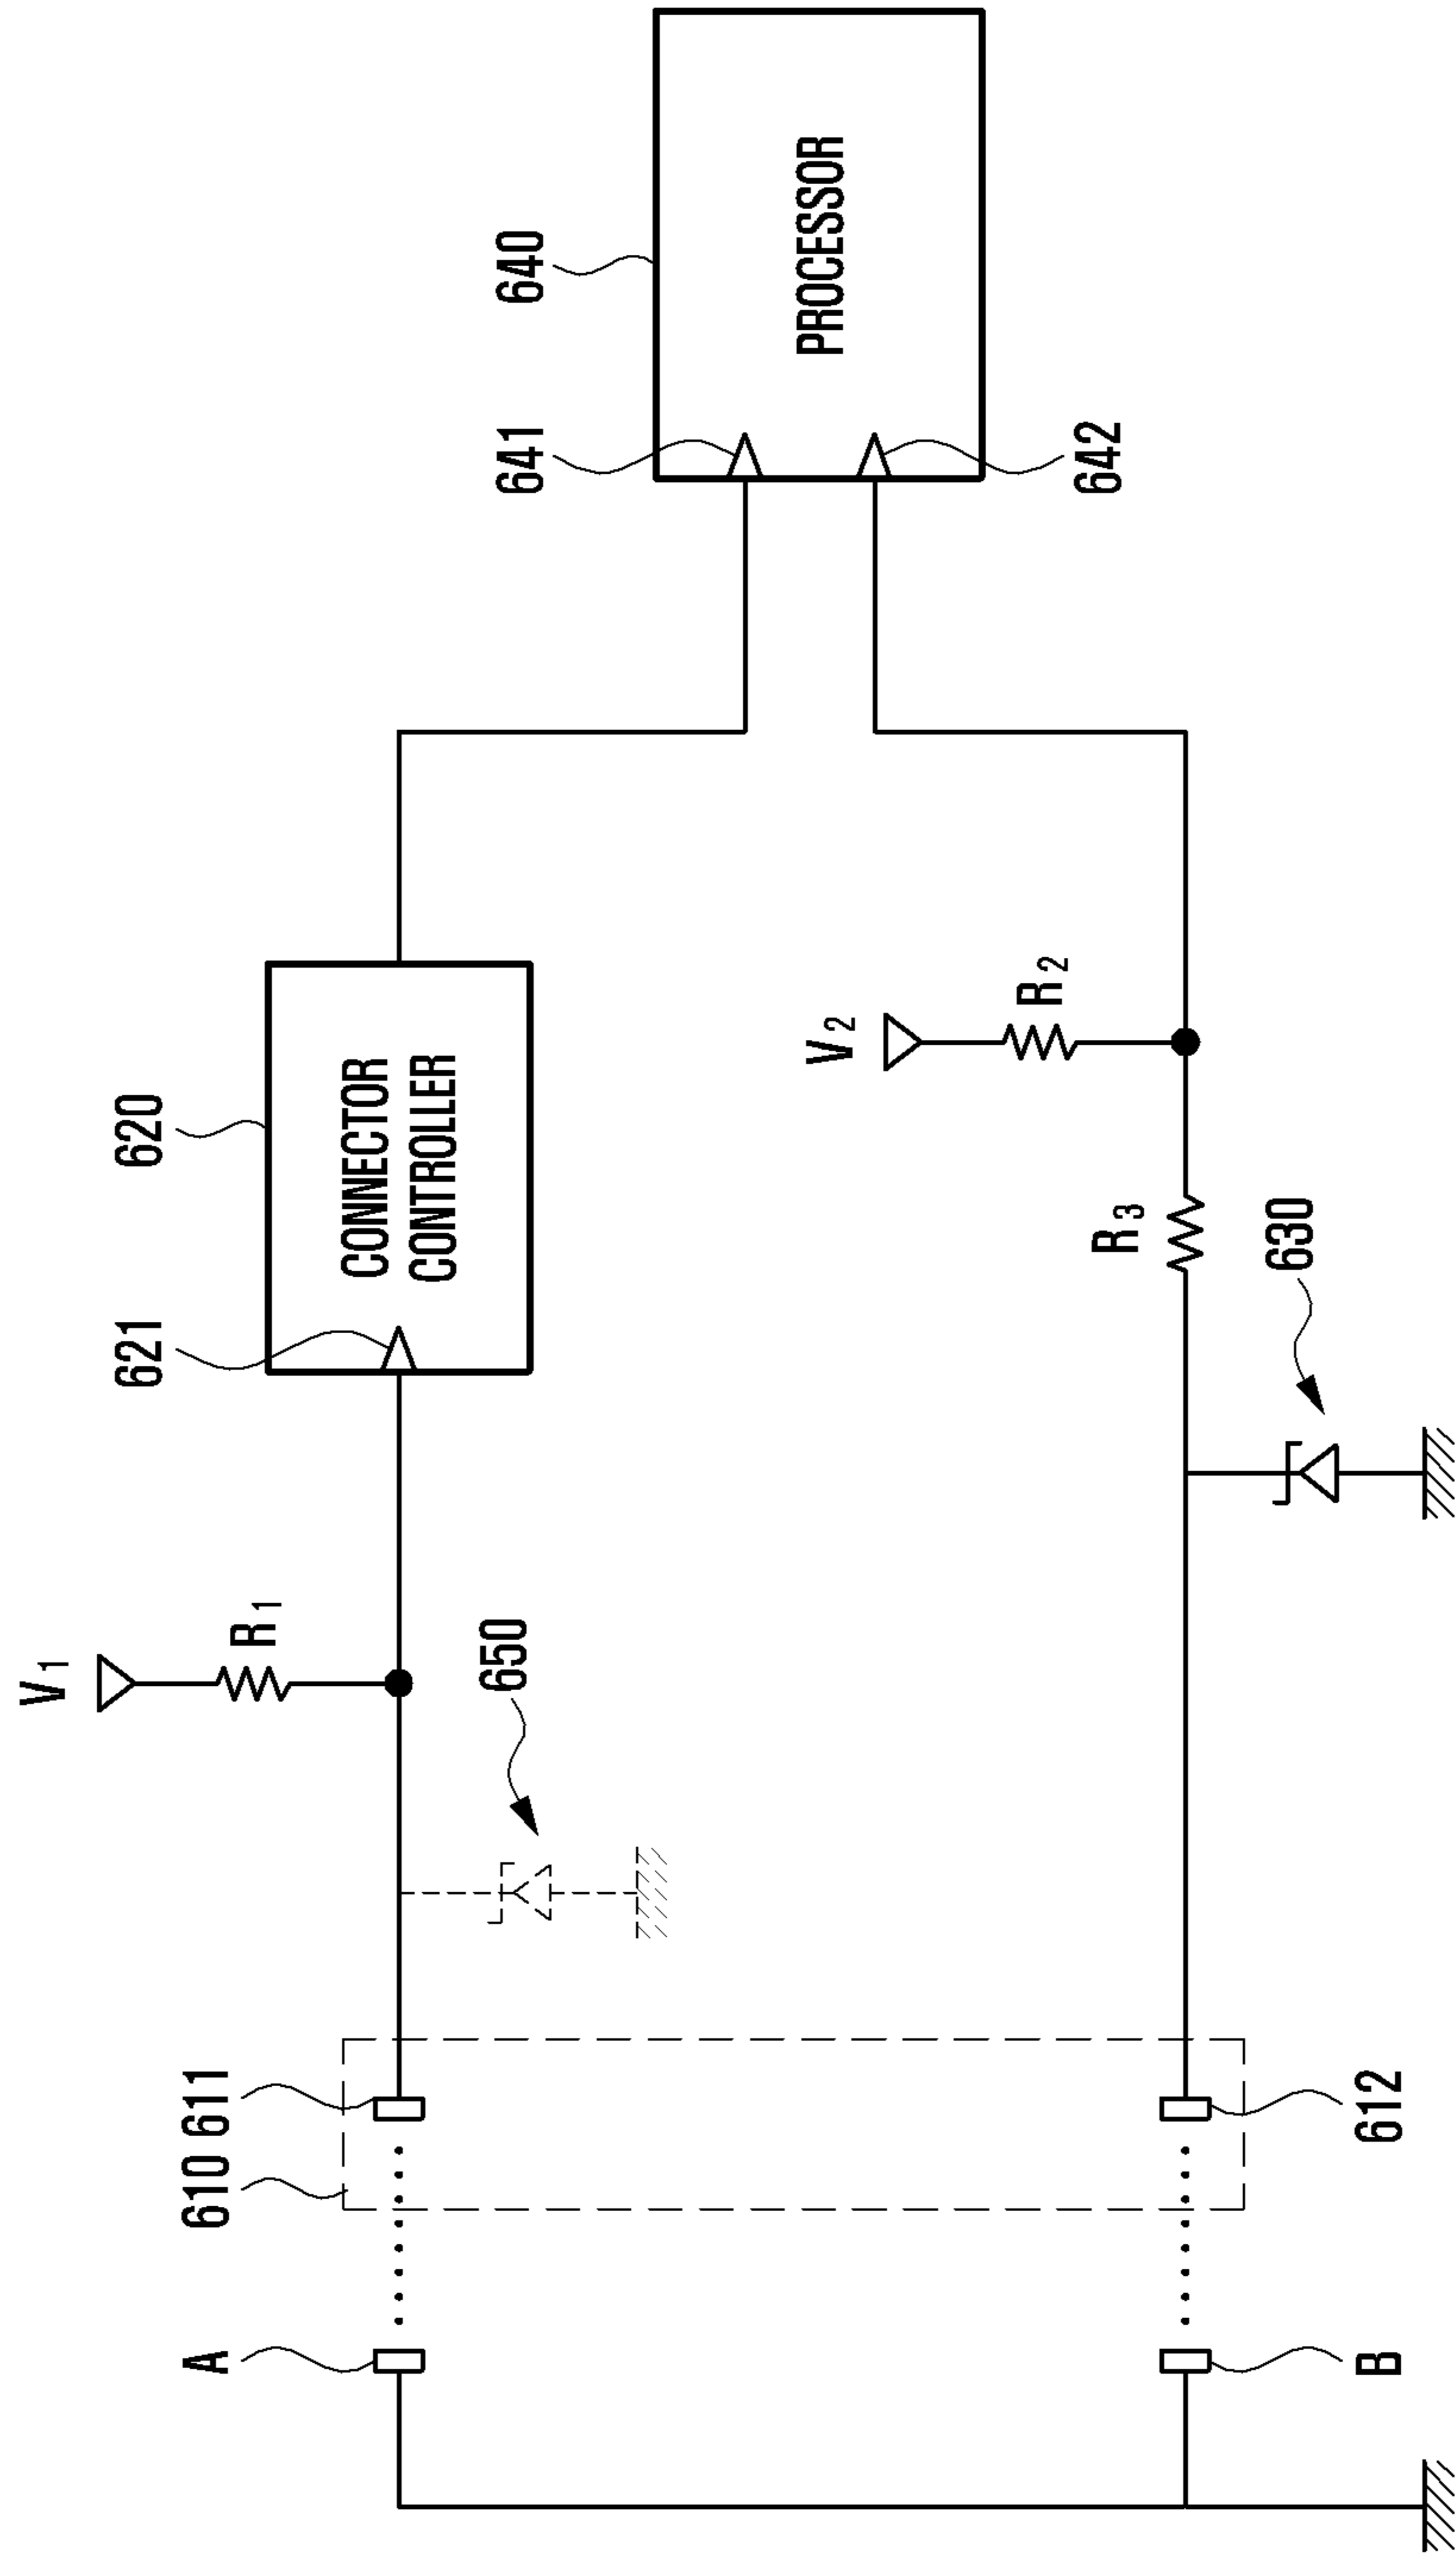 V1
R1
621
620
CONNECTOR
CONTROLLER
650
610
611
A
641
640
PROCESSOR
642
V2
R2
R3
630
612
B